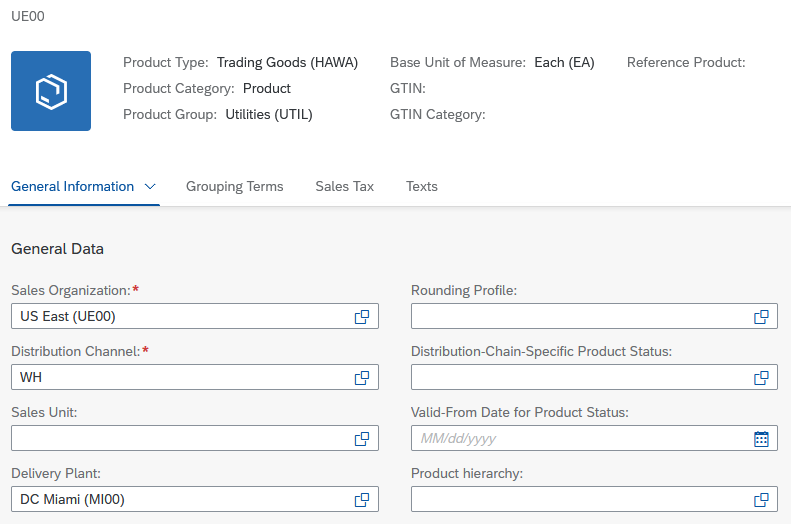 UE00
Product Type: Trading Goods (HAWA) Base Unit of Measure: Each (EA) Reference Product:
Product Category: Product GTIN:
Product Group: Utilities (UTIL) GTIN Category:
General Information Grouping Terms Sales Tax Texts
General Data
Sales Organization:* Rounding Profile:
US East (UE00)
Distribution Channel:* Distribution-Chain-Specific Product Status:
WH
Sales Unit: Valid-From Date for Product Status:
MM/dd/yyyy
Delivery Plant: Product hierarchy:
DC Miami (MI00)